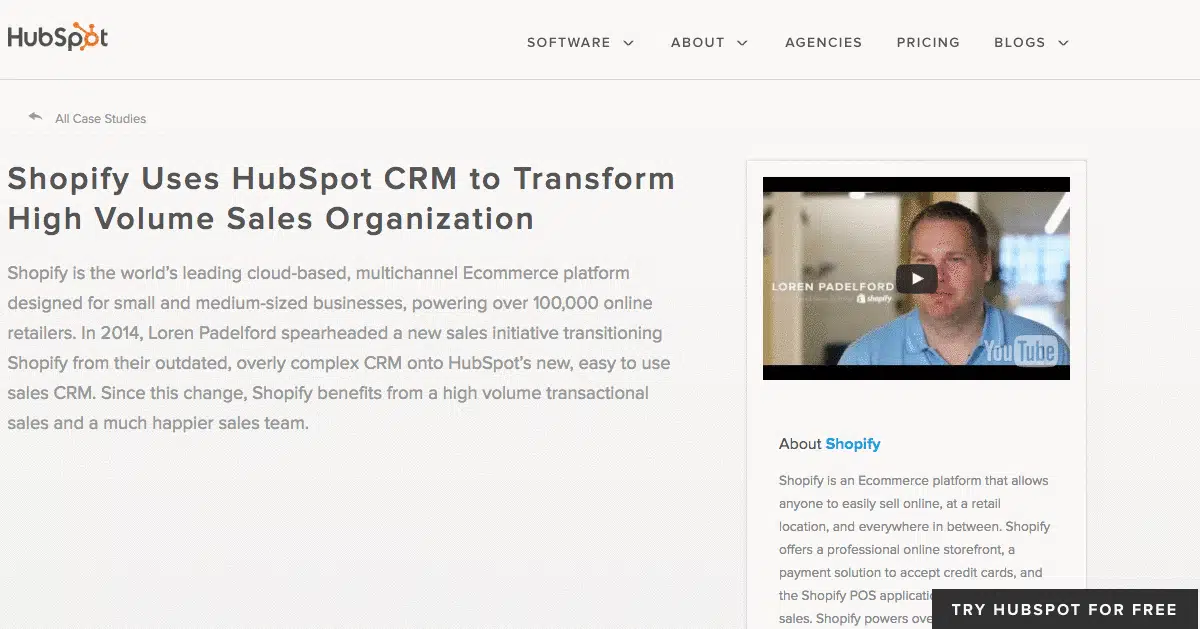 HubSpot
SOFTWARE ABOUT AGENCIES PRICING BLOGS
All Case Studies
Shopify Uses HubSpot CRM to Transform
High Volume Sales Organization
Shopify is the world's leading cloud-based, multichannel Ecommerce platform
designed for small and medium-sized businesses, powering over 100,000 online
retailers. In 2014, Loren Padelford spearheaded a new sales initiative transitioning
Shopify from their outdated, overly complex CRM onto HubSpot's new, easy to use
sales CRM. Since this change, Shopify benefits from a high volume transactional
sales and a much happier sales team.
LOREN PADELFORD
shopify
YouTube
About Shopify
Shopify is an Ecommerce platform that allows
anyone to easily sell online, at a retail
location, and everywhere in between. Shopify
offers a professional online storefront, a
payment solution to accept credit cards, and
the Shopify POS
sales. Shopify powers
TRY HUBSPOT FOR FREE